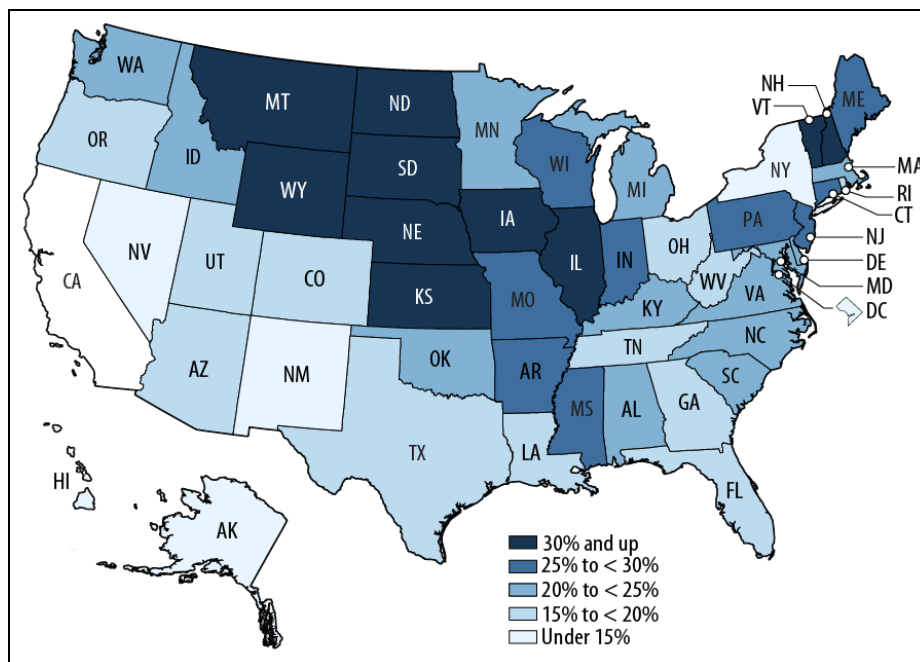 NH
WA
VT
ME
MT
ND
OR
MN
MA
ID
WI
NY
SD
MI
RI
WY
CT
PA
IA
NJ
NE
OH
NV
IL
IN
DE
UT
WV
CA
CO
MD
VA
KS
MO
KY
DC
NC
TN
OK
AZ
NM
AR
SC
MS
AL
GA
TX
LA
HI
FL
AK
30% and up
25% to < 30%
20% to < 25%
15% to < 20%
Under 15%